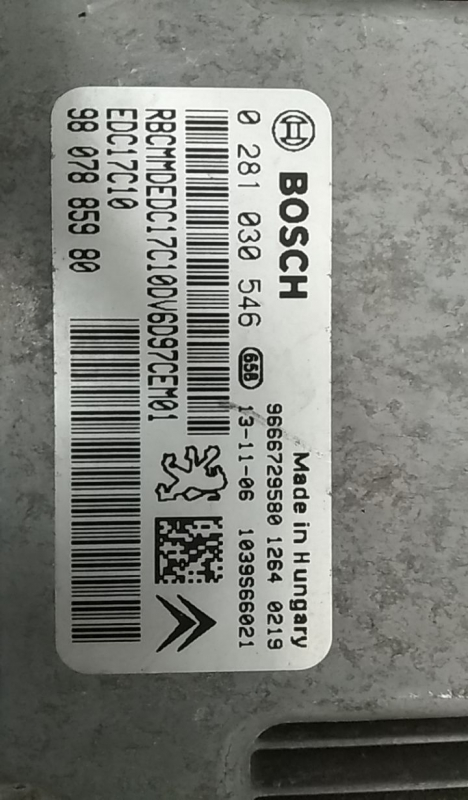 BOSCH
Made in Hungary
9666729580 1264 0219
0 281 030 546 658 13-11-06 1039S66021
RBCMMDEDC17C10DV6D97CEM01
EDC17C10
98 078 859 80